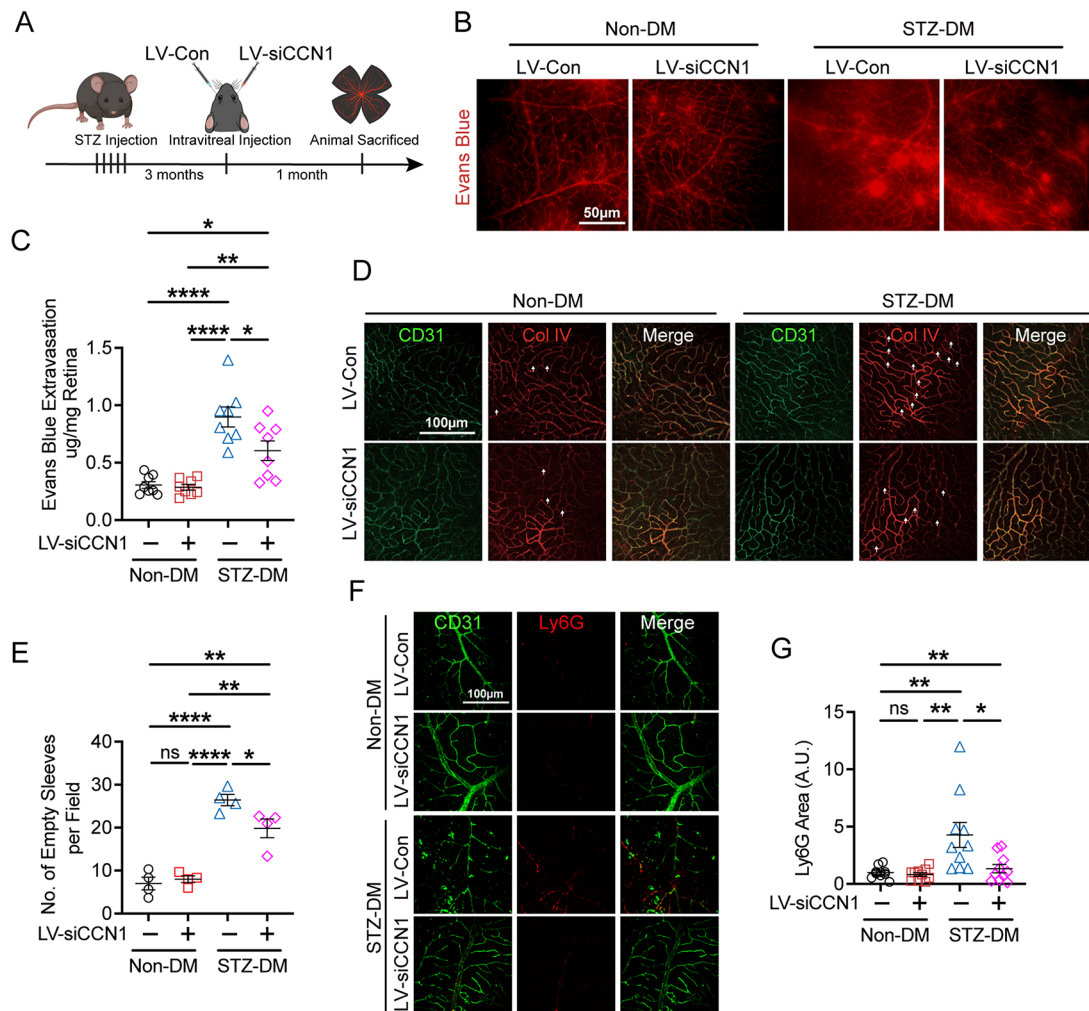 A
LV-Con
LV-siCCN1
STZ Injection
Intravitreal Injection
Animal Sacrificed
3 months
1 month
B
Non-DM
STZ-DM
LV-Con
LV-siCCN1
LV-Con
LV-siCCN1
Evans Blue
50µm
C
*
**
****
****
*
Evans Blue Extravasation
ug/mg Retina
1.5
1.0
0.5
0.0
LV-siCCN1
−
+
−
+
Non-DM
STZ-DM
D
Non-DM
STZ-DM
CD31
Col IV
Merge
CD31
Col IV
Merge
LV-Con
100µm
LV-siCCN1
E
**
**
****
ns
****
*
No. of Empty Sleeves
per Field
40
30
20
10
0
LV-siCCN1
−
+
−
+
Non-DM
STZ-DM
F
CD31
Ly6G
Merge
Non-DM
LV-Con
100µm
LV-siCCN1
STZ-DM
LV-Con
LV-siCCN1
G
**
**
ns
**
*
Ly6G Area (A.U.)
15
10
5
0
LV-siCCN1
−
+
−
+
Non-DM
STZ-DM